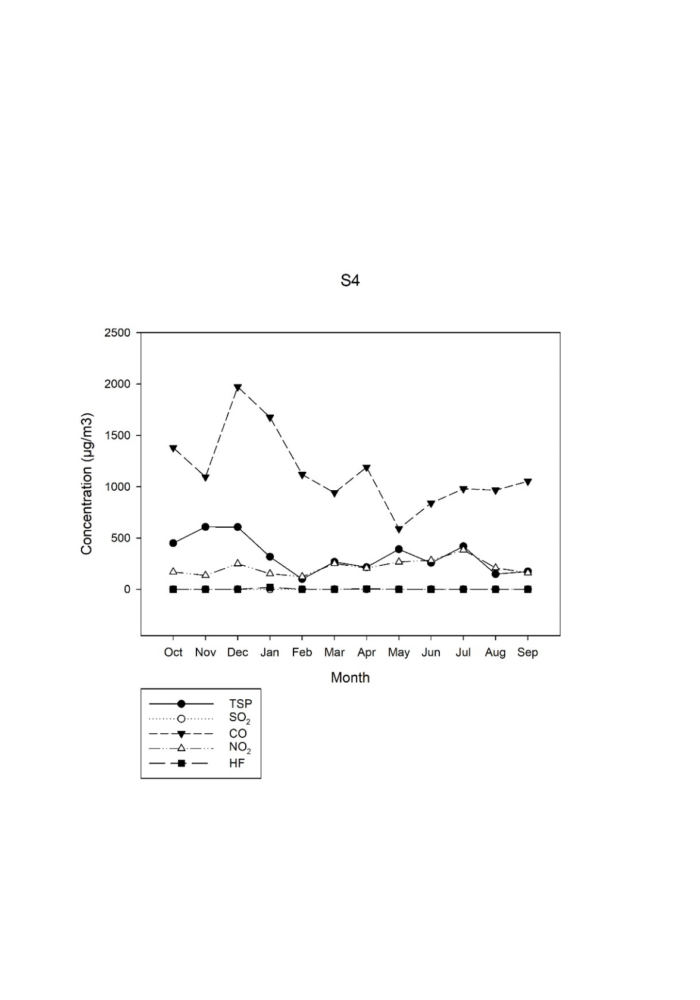 S4
2500
2000
1500
1000
500
0
Concentration (µg/m3)
Oct Nov Dec Jan Feb Mar Apr May Jun Jul Aug Sep
Month
TSP
SO2
CO
NO2
HF